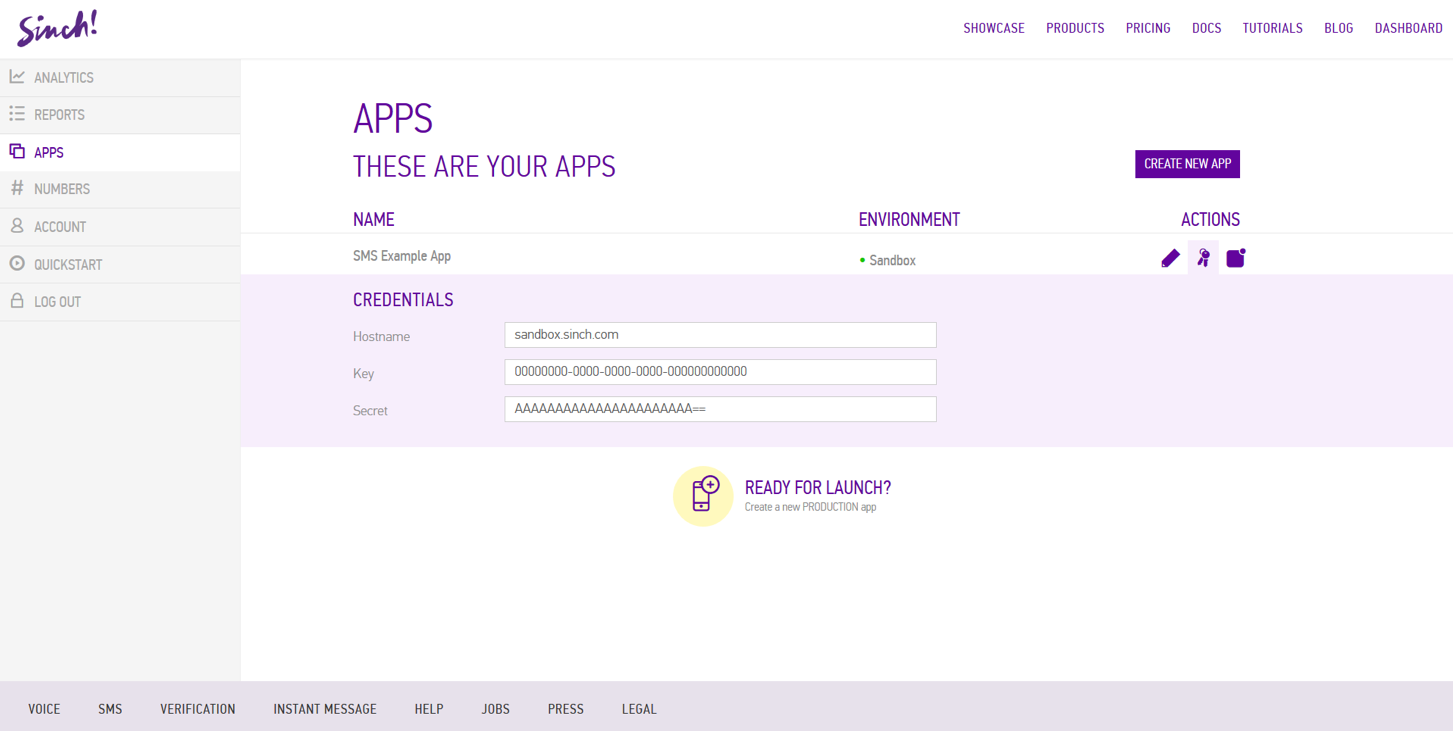 Sinch!
SHOWCASE PRODUCTS PRICING DOCS TUTORIALS BLOG DASHBOARD
ANALYTICS
REPORTS
APPS
NUMBERS
ACCOUNT
QUICKSTART
LOG OUT
APPS
THESE ARE YOUR APPS
CREATE NEW APP
NAME ENVIRONMENT ACTIONS
SMS Example App Sandbox
CREDENTIALS
Hostname sandbox.sinch.com
Key 00000000-0000-0000-0000-000000000000
Secret AAAAAAAAAAAAAAAAAAAAAA==
READY FOR LAUNCH?
Create a new PRODUCTION app
VOICE SMS VERIFICATION INSTANT MESSAGE HELP JOBS PRESS LEGAL